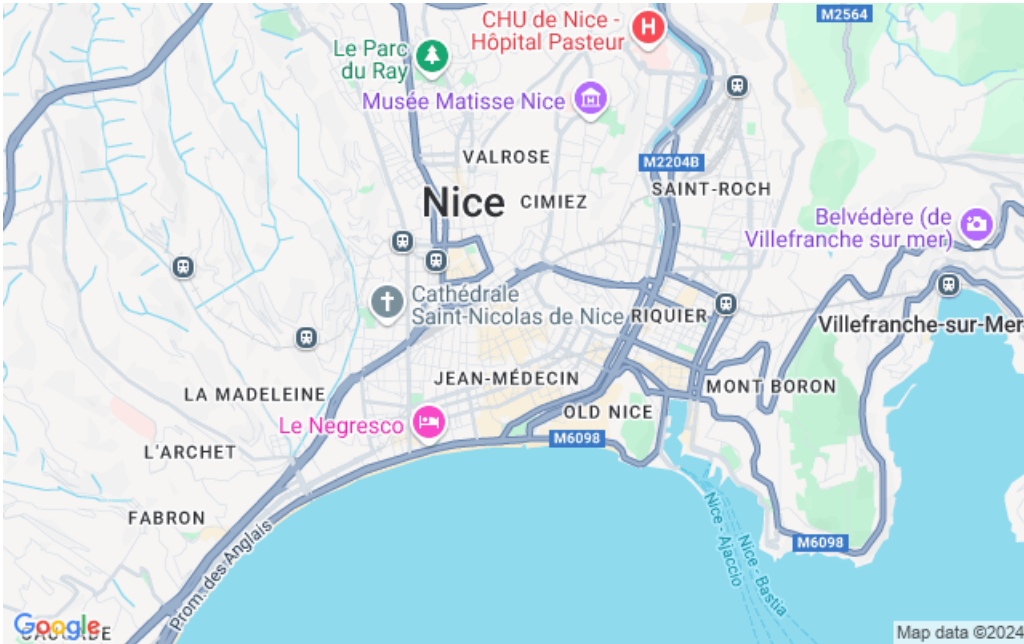 M2564
CHU de Nice -
Hôpital Pasteur
Le Parc
du Ray
Musée Matisse Nice
VALROSE
M2204B
SAINT-ROCH
Nice
CIMIEZ
Belvédère (de
Villefranche sur mer)
Cathédrale
Saint-Nicolas de Nice
RIQUIER
Villefranche-sur-Mer
JEAN-MÉDECIN
MONT BORON
LA MADELEINE
OLD NICE
Le Negresco
M6098
L'ARCHET
FABRON
Prom. des Anglais
Nice - Ajaccio
Nice - Bastia
M6098
Google
Map data ©2024